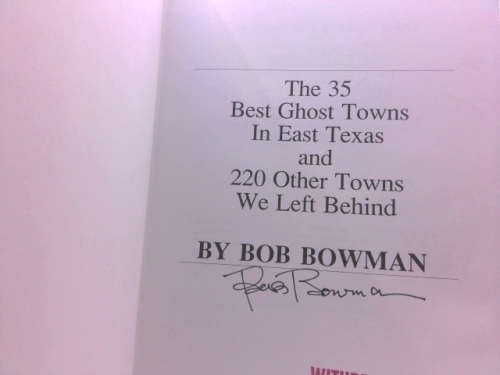 The 35
Best Ghost Towns
In East Texas
and
220 Other Towns
We Left Behind
BY BOB BOWMAN
Bob Bowman